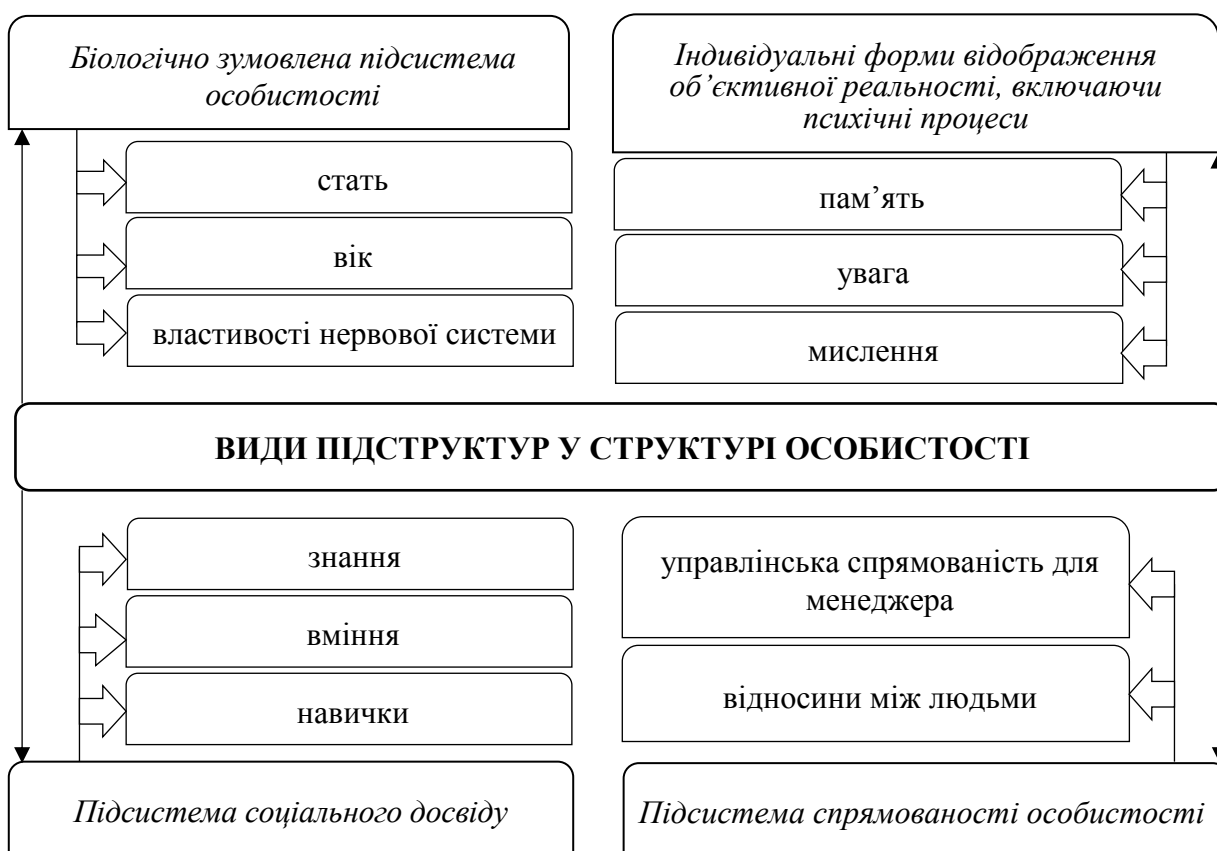 Біологічно зумовлена підсистема
особистості
стать
вік
властивості нервової системи
Індивідуальні форми відображення
об’єктивної реальності, включаючи
психічні процеси
пам’ять
увага
мислення
ВИДИ ПІДСТРУКТУР У СТРУКТУРІ ОСОБИСТОСТІ
знання
вміння
навички
Підсистема соціального досвіду
управлінська спрямованість для
менеджера
відносини між людьми
Підсистема спрямованості особистості